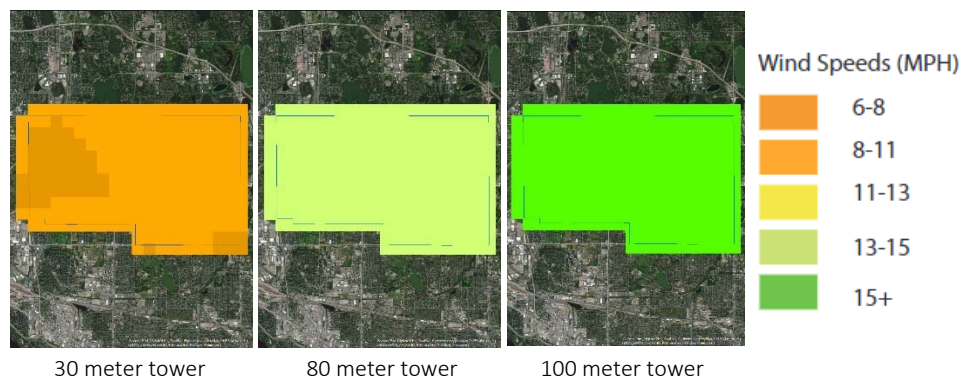 Wind Speeds (MPH)
6-8
8-11
11-13
13-15
15+
30 meter tower
80 meter tower
100 meter tower